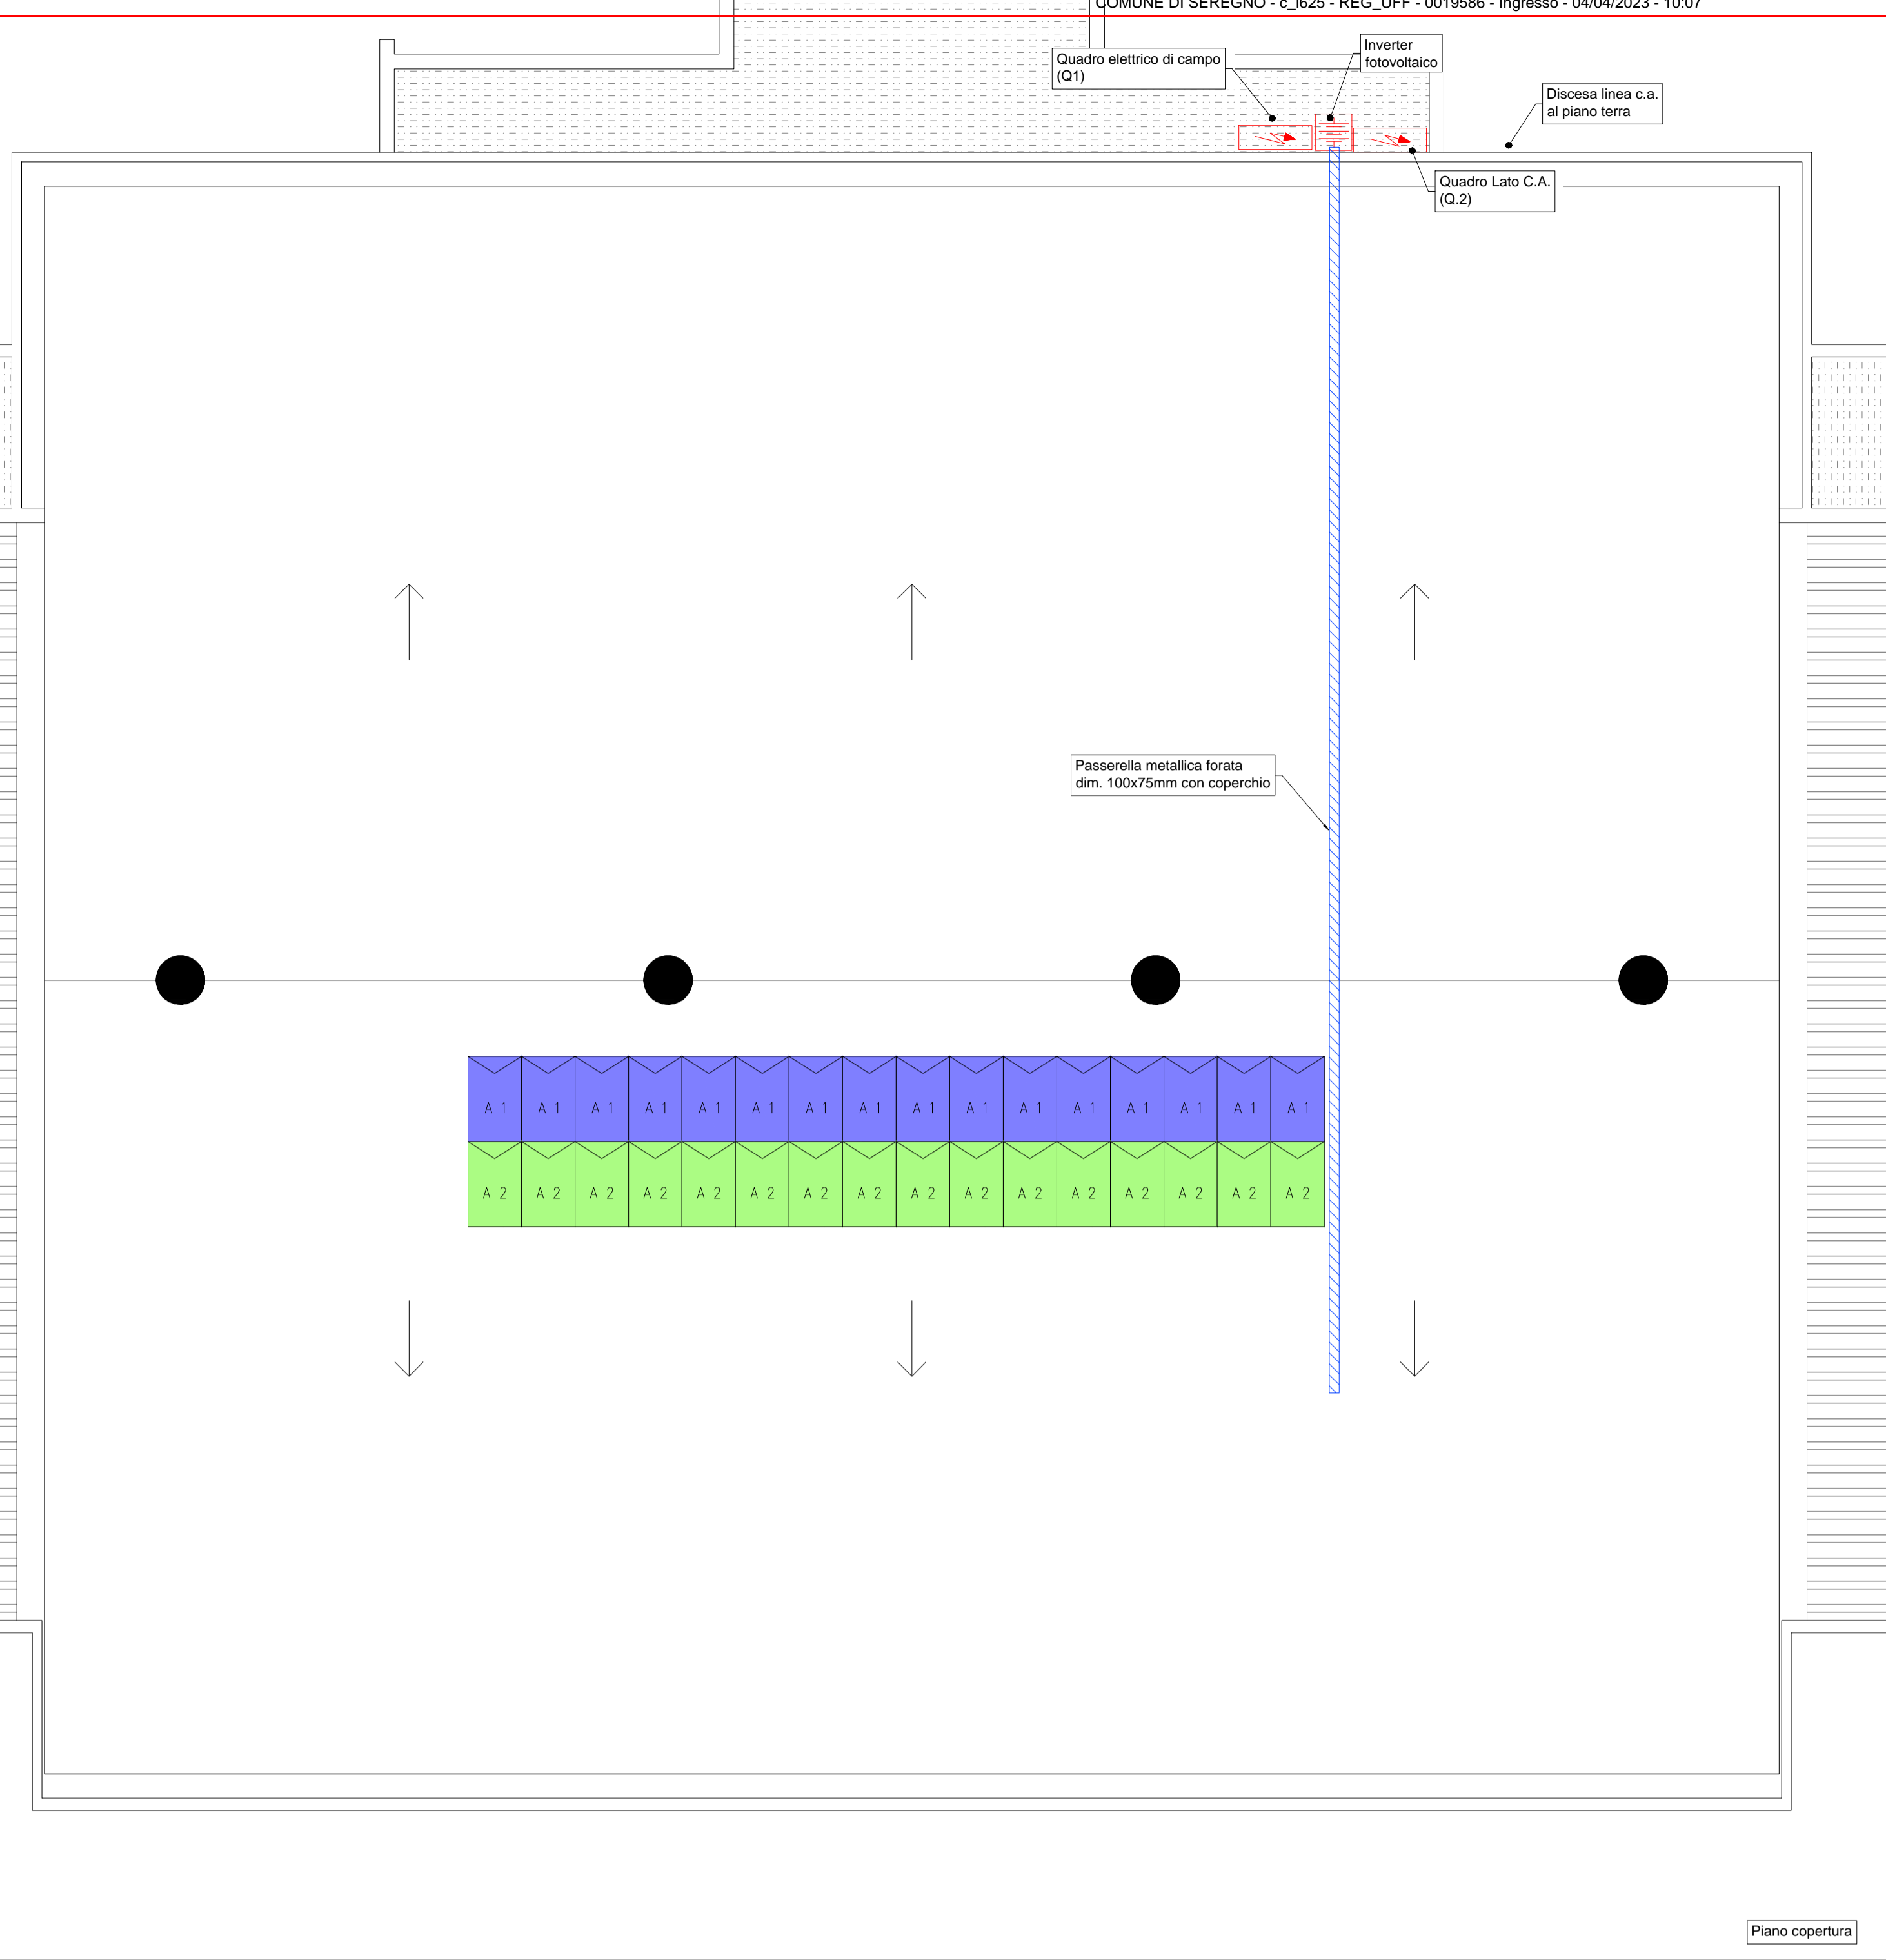 COMUNE DI SEREGNO - c_i625 - REG_UFF - 0019586 - Ingresso - 04/04/2023 - 10:07
Inverter
fotovoltaico
Quadro elettrico di campo
(Q1)
Discesa linea c.a.
al piano terra
Quadro Lato C.A.
(Q.2)
Passerella metallica forata
dim. 100x75mm con coperchio
A 1 A 1 A 1 A 1 A 1 A 1 A 1 A 1 A 1 A 1 A 1 A 1 A 1 A 1 A 1 A 1
A 2 A 2 A 2 A 2 A 2 A 2 A 2 A 2 A 2 A 2 A 2 A 2 A 2 A 2 A 2 A 2
Piano copertura